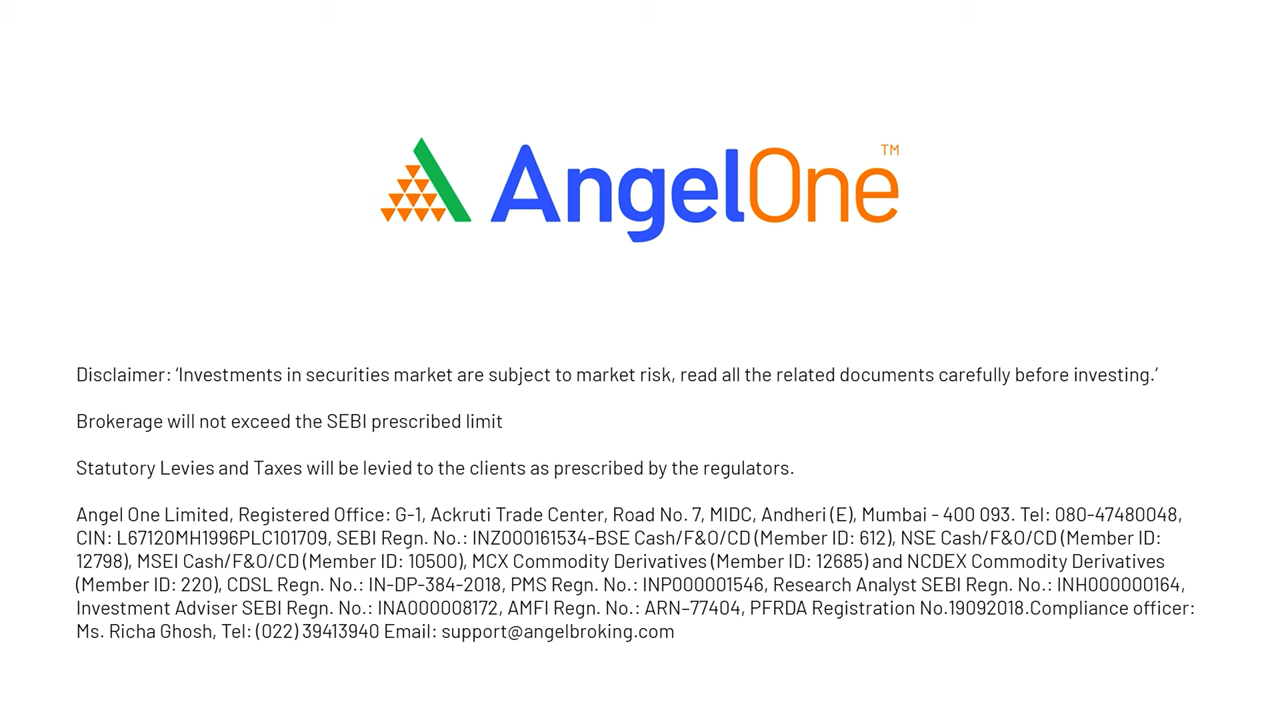 AngelOne™
Disclaimer: ‘Investments in securities market are subject to market risk, read all the related documents carefully before investing.’
Brokerage will not exceed the SEBI prescribed limit
Statutory Levies and Taxes will be levied to the clients as prescribed by the regulators.
Angel One Limited, Registered Office: G-1, Ackruti Trade Center, Road No. 7, MIDC, Andheri (E), Mumbai - 400 093. Tel: 080-47480048,
CIN: L67120MH1996PLC101709, SEBI Regn. No.: INZ000161534-BSE Cash/F&O/CD (Member ID: 612), NSE Cash/F&O/CD (Member ID:
12798), MSEI Cash/F&O/CD (Member ID: 10500), MCX Commodity Derivatives (Member ID: 12685) and NCDEX Commodity Derivatives
(Member ID: 220), CDSL Regn. No.: IN-DP-384-2018, PMS Regn. No.: INP000001546, Research Analyst SEBI Regn. No.: INH000000164,
Investment Adviser SEBI Regn. No.: INA000008172, AMFI Regn. No.: ARN-77404, PFRDA Registration No.19092018.Compliance officer:
Ms. Richa Ghosh, Tel: (022) 39413940 Email: support@angelbroking.com